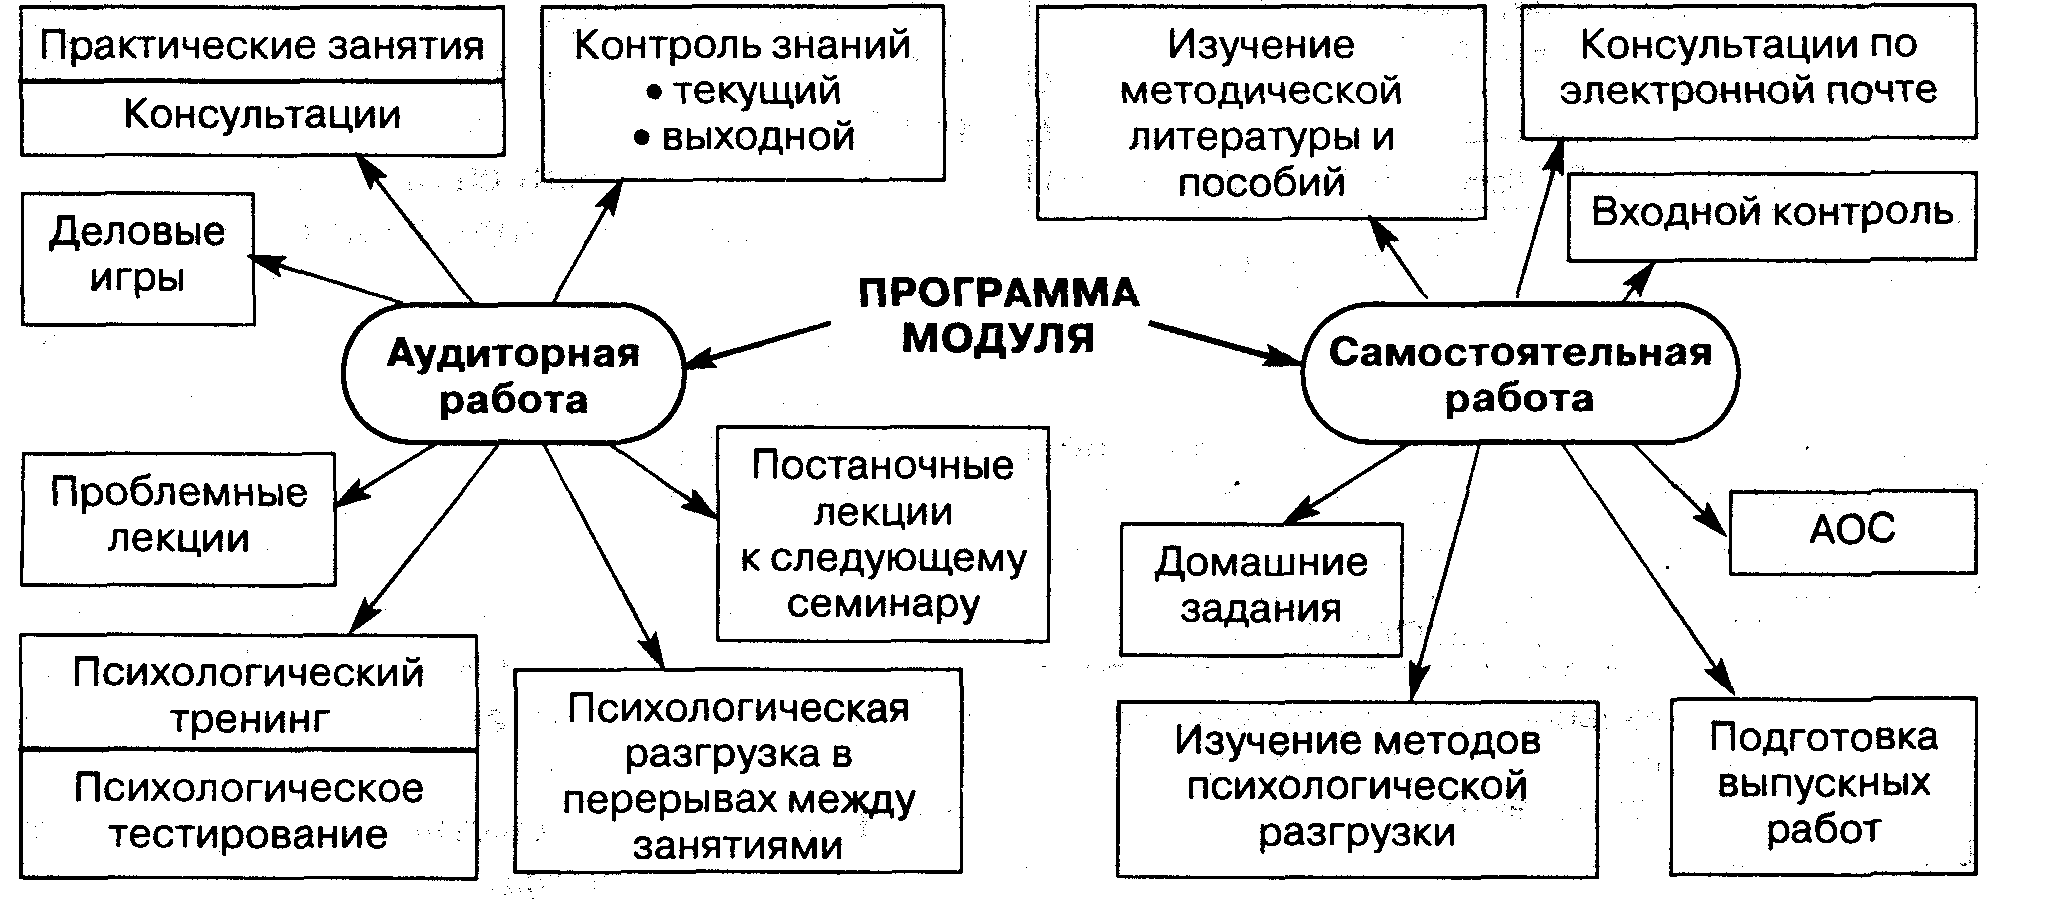 Практические занятия
Консультации
Контроль знаний
• текущий
• выходной
Изучение
методической
литературы и
пособий
Консультации по
электронной почте
Входной контроль
Деловые
игры
ПРОГРАММА
МОДУЛЯ
Аудиторная
работа
Самостоятельная
работа
Проблемные
лекции
Постаночные
лекции
к следующему
семинару
Домашние
задания
АОС
Психологический
тренинг
Психологическое
тестирование
Психологическая
разгрузка в
перерывах между
занятиями
Изучение методов
психологической
разгрузки
Подготовка
выпускных
работ